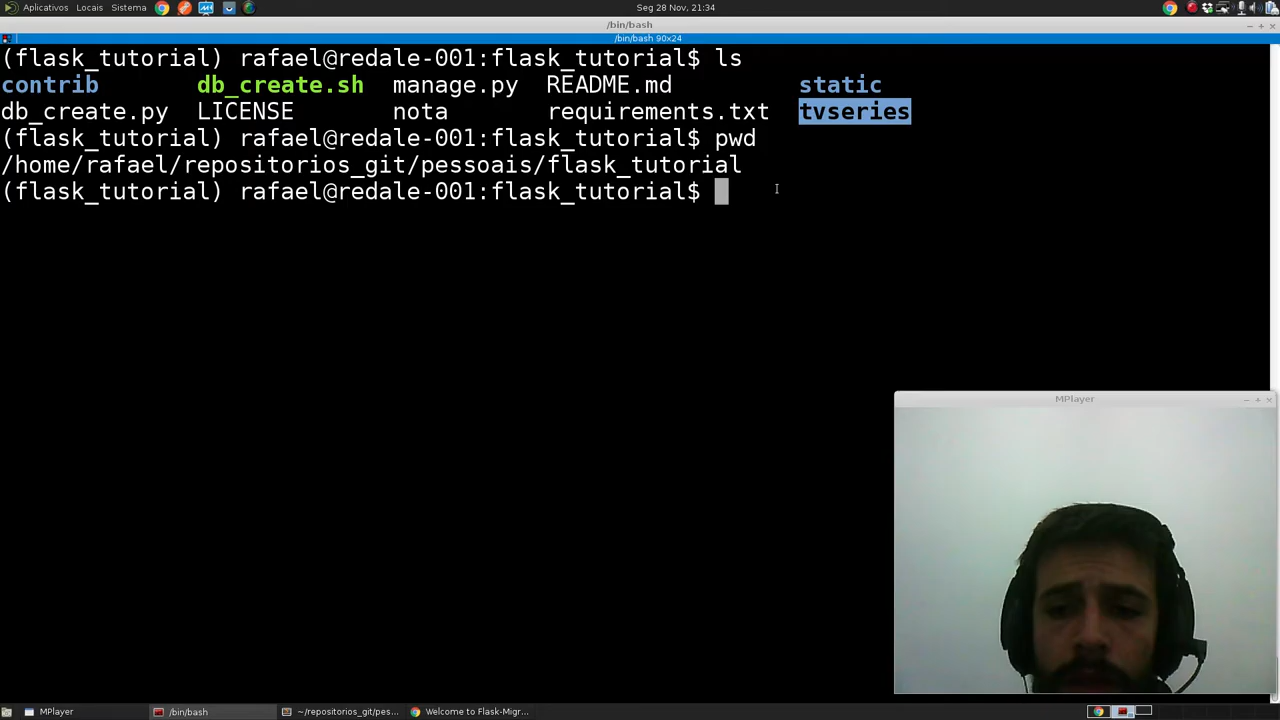 Aplicativos Locais Sistema Seg 28 Nov, 21:34
/bin/bash
/bin/bash 90x24
(flask_tutorial) rafael@redale-001:flask_tutorial$ ls
contrib db_create.sh manage.py README.md static
db_create.py LICENSE nota requirements.txt tvseries
(flask_tutorial) rafael@redale-001:flask_tutorial$ pwd
/home/rafael/repositorios_git/pessoais/flask_tutorial
(flask_tutorial) rafael@redale-001:flask_tutorial$
MPlayer
MPlayer /bin/bash ~/repositorios_git/pes... Welcome to Flask-Migr...